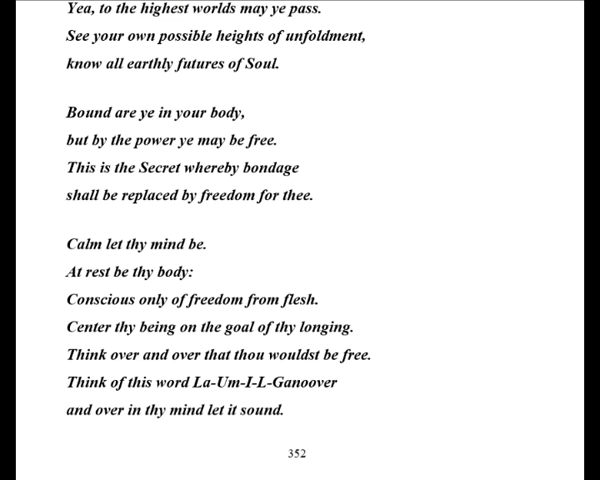 Yea, to the highest worlds may ye pass.
See your own possible heights of unfoldment,
know all earthly futures of Soul.
Bound are ye in your body,
but by the power ye may be free.
This is the Secret whereby bondage
shall be replaced by freedom for thee.
Calm let thy mind be.
At rest be thy body:
Conscious only of freedom from flesh.
Center thy being on the goal of thy longing.
Think over and over that thou wouldst be free.
Think of this word La-Um-I-L-Ganoover
and over in thy mind let it sound.
352